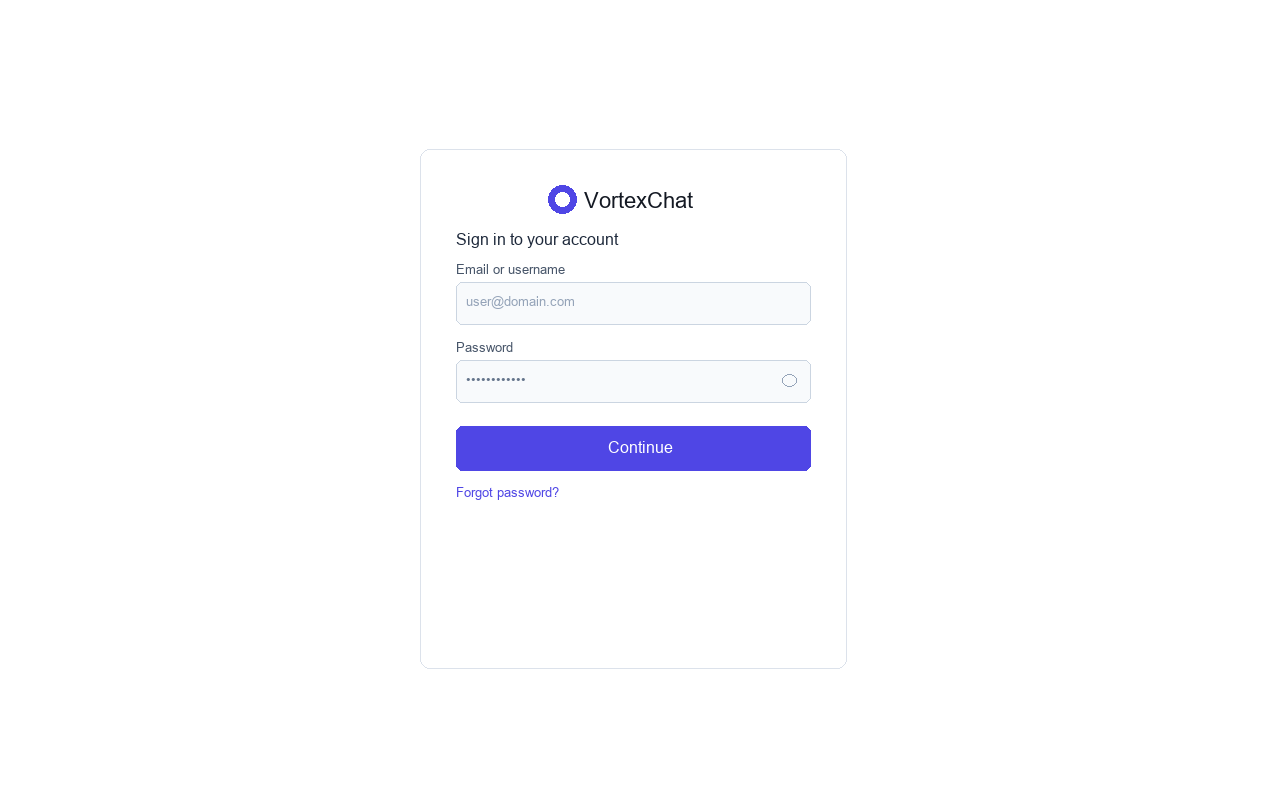 VortexChat
Sign in to your account
Email or username
user@domain.com
Password
••••••••••••
Continue
Forgot password?